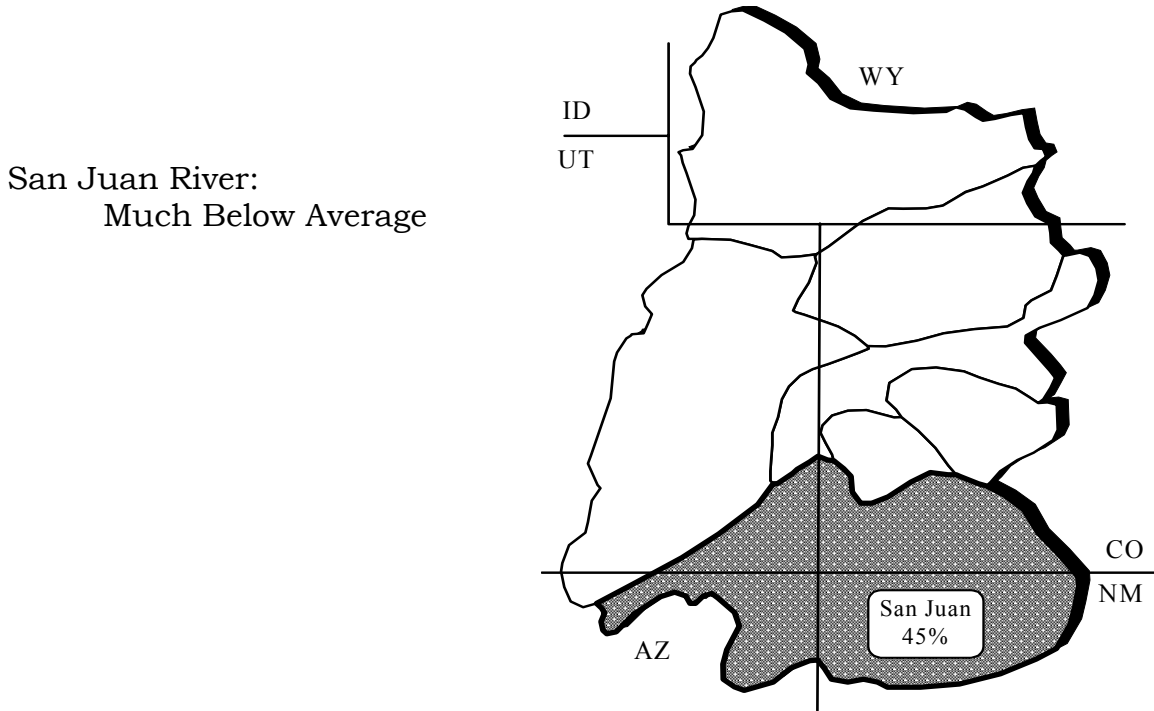 WY
ID
UT
San Juan River:
Much Below Average
CO
NM
San Juan
45%
AZ